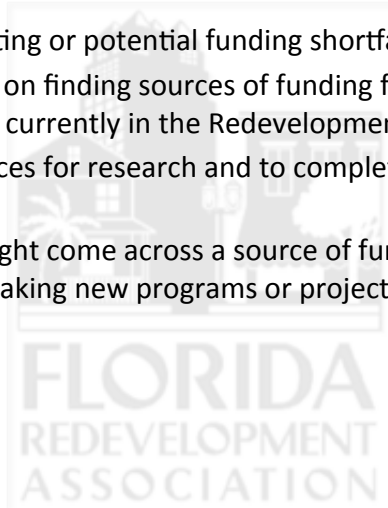 ting or potential funding shortfa
on finding sources of funding f
currently in the Redevelopmen
ces for research and to complet
ght come across a source of fun
aking new programs or project
FLORIDA
REDEVELOPMENT
ASSOCIATION